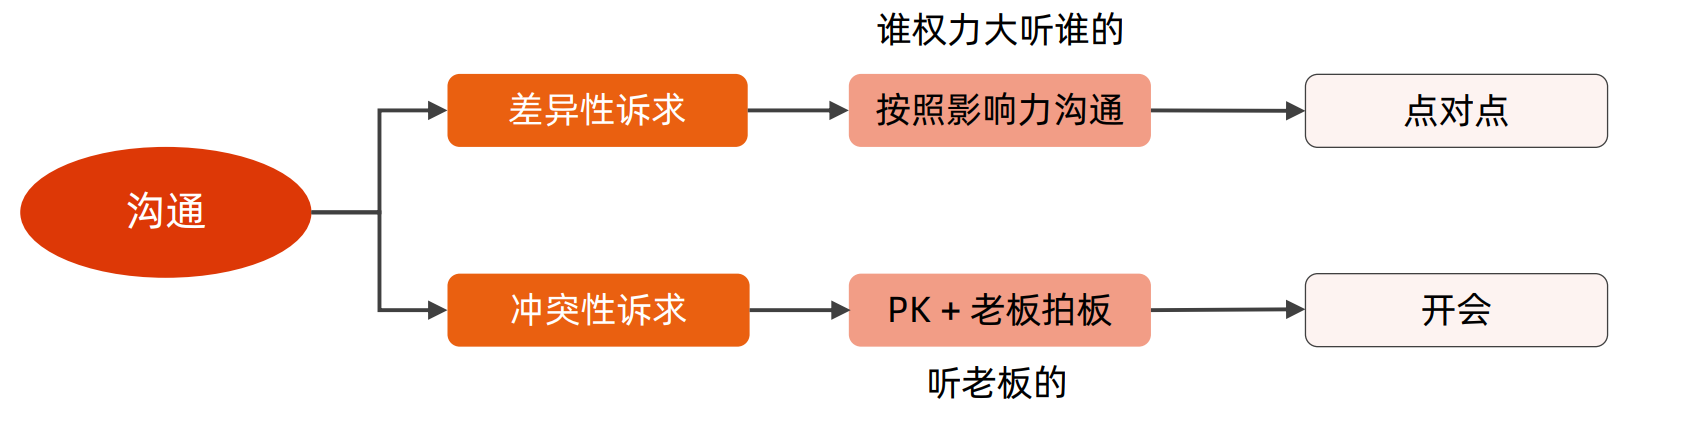 谁权力大听谁的
差异性诉求
按照影响力沟通
点对点
沟通
冲突性诉求
PK + 老板拍板
开会
听老板的